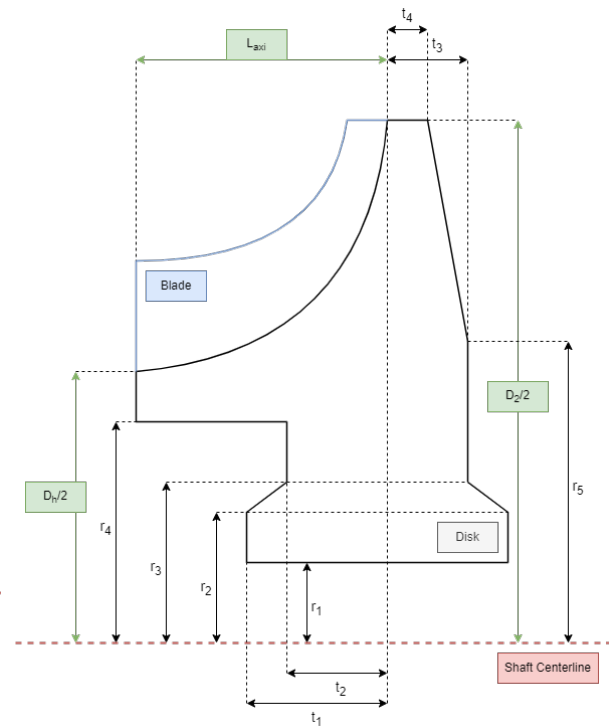 t₄
Lₐₓᵢ
t₃
Blade
D₂/2
Dₕ/2
r₅
r₄
r₃
r₂
Disk
r₁
Shaft Centerline
t₂
t₁